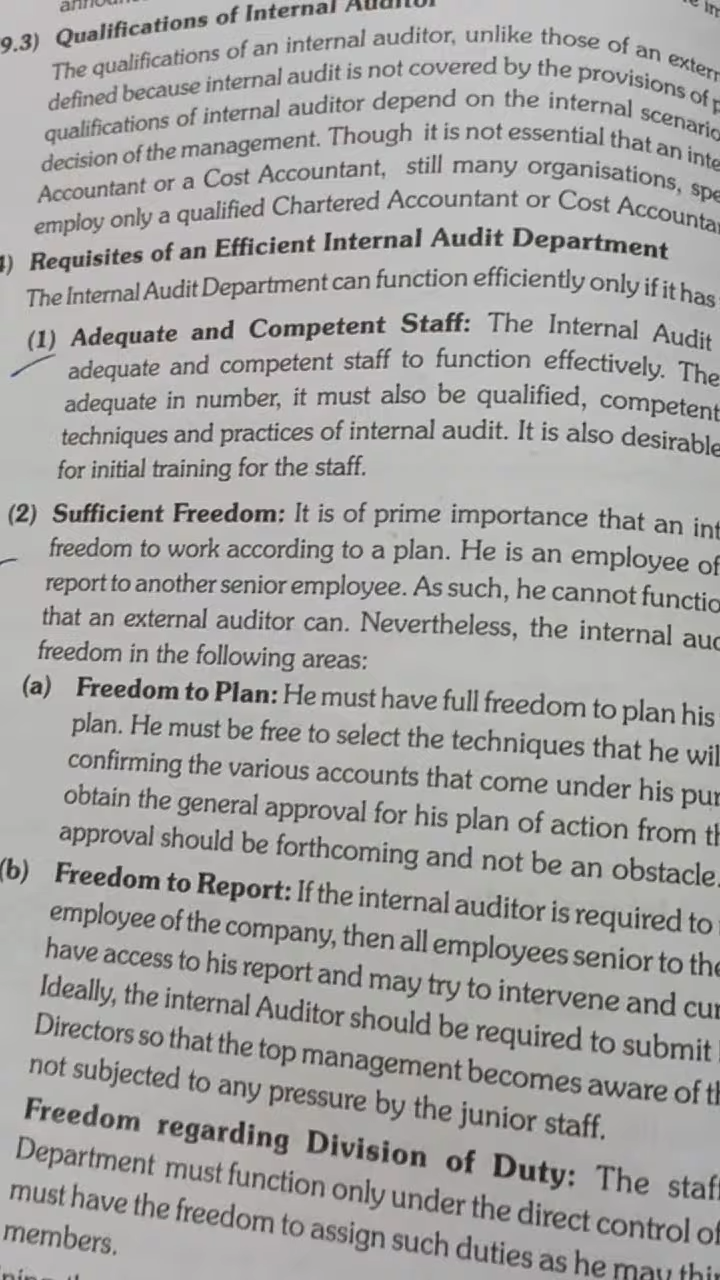 9.3) Qualifications of Internal Auditor
The qualifications of an internal auditor, unlike those of an
defined because internal audit is not covered by the provisions of
qualifications of internal auditor depend on the internal scenario
decision of the management. Though it is not essential that an
Accountant or a Cost Accountant, still many organisations,
employ only a qualified Chartered Accountant or Cost
Requisites of an Efficient Internal Audit Department
The Internal Audit Department can function efficiently only if it has
(1) Adequate and Competent Staff: The Internal Audit
adequate and competent staff to function effectively. The
adequate in number, it must also be qualified, competent
techniques and practices of internal audit. It is also desirable
for initial training for the staff.
(2) Sufficient Freedom: It is of prime importance that an
freedom to work according to a plan. He is an employee of
report to another senior employee. As such, he cannot
that an external auditor can. Nevertheless, the internal
freedom in the following areas:
(a) Freedom to Plan: He must have full freedom to plan his
plan. He must be free to select the techniques that he
confirming the various accounts that come under his
obtain the general approval for his plan of action from
approval should be forthcoming and not be an obstacle.
(b) Freedom to Report: If the internal auditor is required to
employee of the company, then all employees senior to
have access to his report and may try to intervene and
Ideally, the internal Auditor should be required to submit
Directors so that the top management becomes aware of
not subjected to any pressure by the junior staff.
Freedom regarding Division of Duty: The staff
Department must function only under the direct control of
must have the freedom to assign such duties as he may
members.